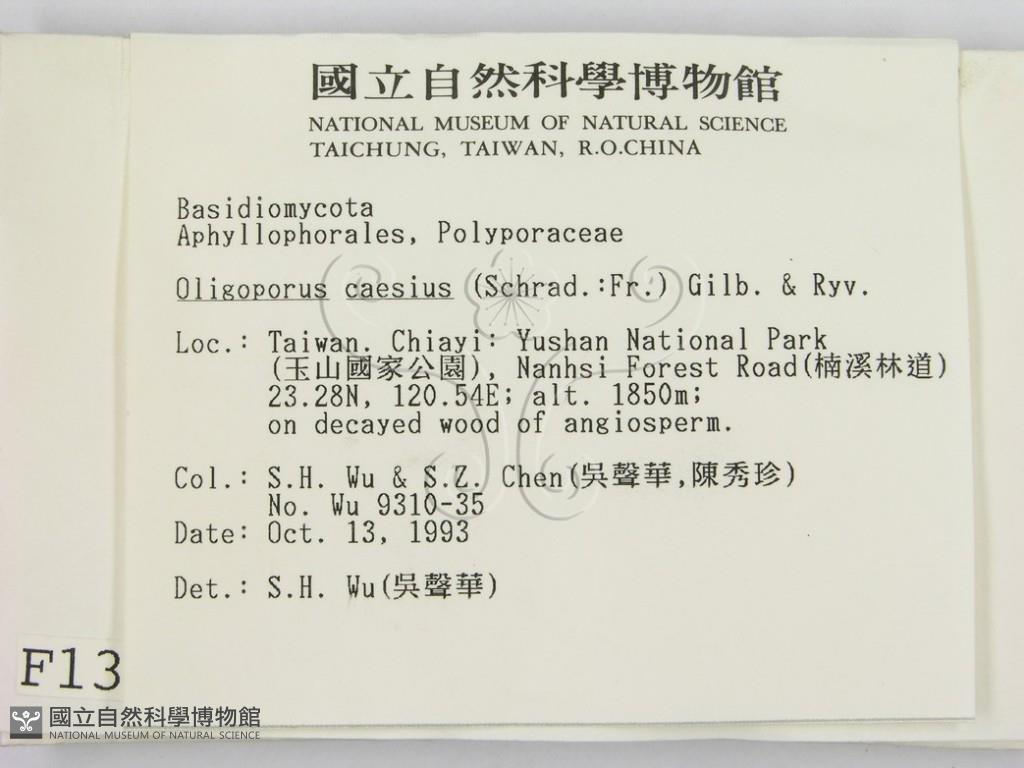 國立自然科學博物館
NATIONAL MUSEUM OF NATURAL SCIENCE
TAICHUNG, TAIWAN, R.O.CHINA
Basidiomycota
Aphyllophorales, Polyporaceae
Oligoporus caesius (Schrad.:Fr.) Gilb. & Ryv.
Loc.: Taiwan. Chiayi: Yushan National Park
(玉山國家公園), Nanhsi Forest Road(楠溪林道)
23.28N, 120.54E; alt. 1850m;
on decayed wood of angiosperm.
Col.: S.H. Wu & S.Z. Chen(吳聲華,陳秀珍)
No. Wu 9310-35
Date: Oct. 13, 1993
Det.: S.H. Wu(吳聲華)
F13
國立自然科學博物館
NATIONAL MUSEUM OF NATURAL SCIENCE